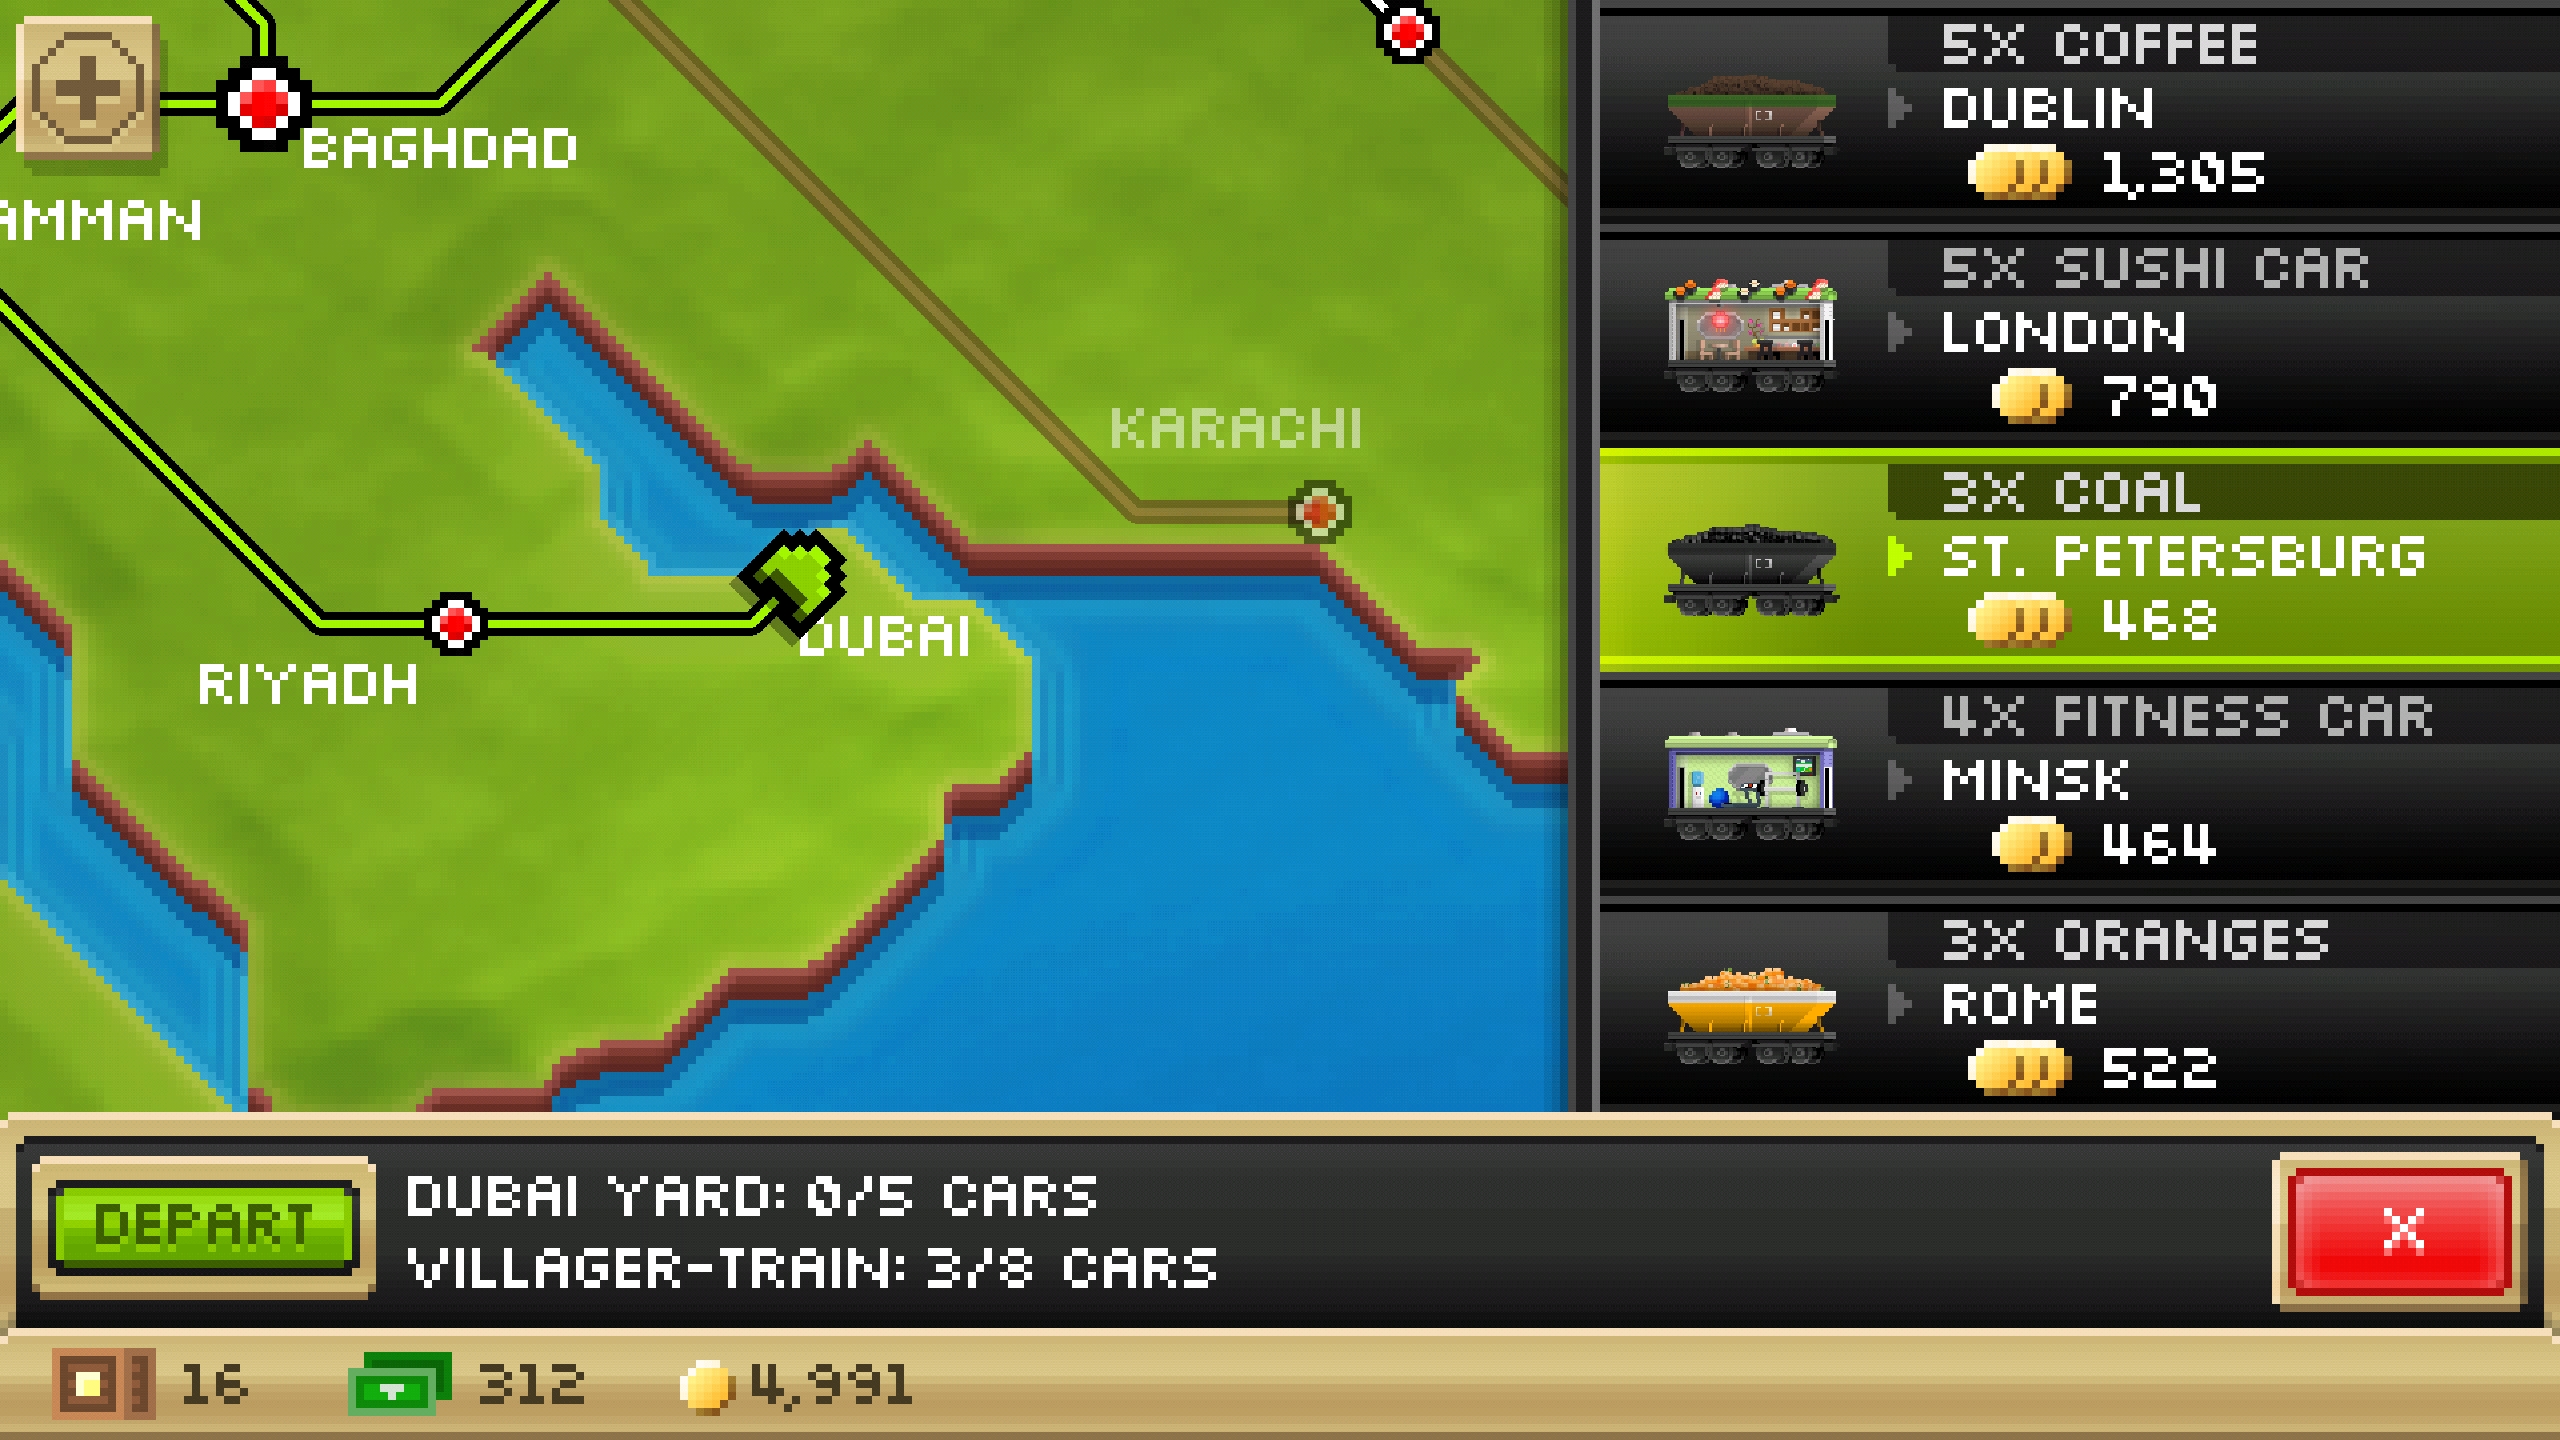 BAGHDAD
AMMAN
KARACHI
DUBAI
RIYADH
5X COFFEE
DUBLIN
1,305
5X SUSHI CAR
LONDON
790
3X COAL
ST. PETERSBURG
468
4X FITNESS CAR
MINSK
464
3X ORANGES
ROME
522
DEPART
DUBAI YARD: 0/5 CARS
VILLAGER-TRAIN: 3/8 CARS
X
16
312
4,991